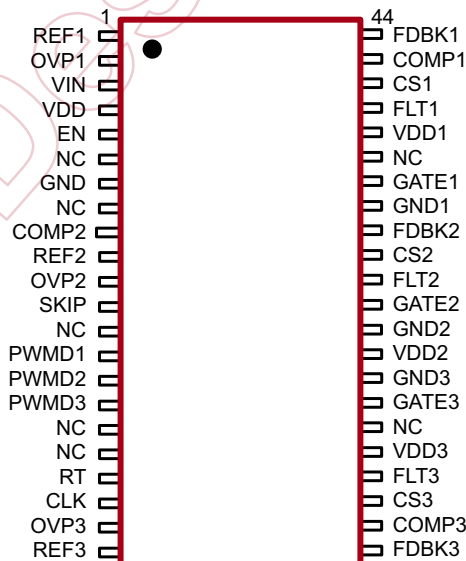 1 44
REF1 FDBK1
OVP1 COMP1
VIN CS1
VDD FLT1
EN VDD1
NC NC
GND GATE1
NC GND1
COMP2 FDBK2
REF2 CS2
OVP2 FLT2
SKIP GATE2
NC GND2
PWMD1 VDD2
PWMD2 GND3
PWMD3 GATE3
NC NC
NC VDD3
RT FLT3
CLK CS3
OVP3 COMP3
REF3 FDBK3